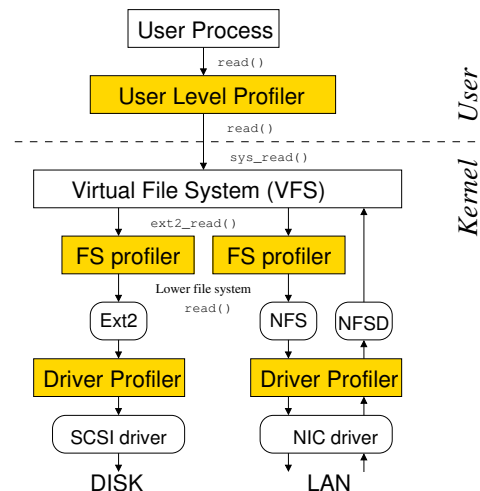 User Process
read()
User Level Profiler
User
read()
sys_read()
Kernel
Virtual File System (VFS)
ext2_read()
FS profiler FS profiler
Lower file system
read()
Ext2 NFS NFSD
Driver Profiler Driver Profiler
SCSI driver NIC driver
DISK LAN